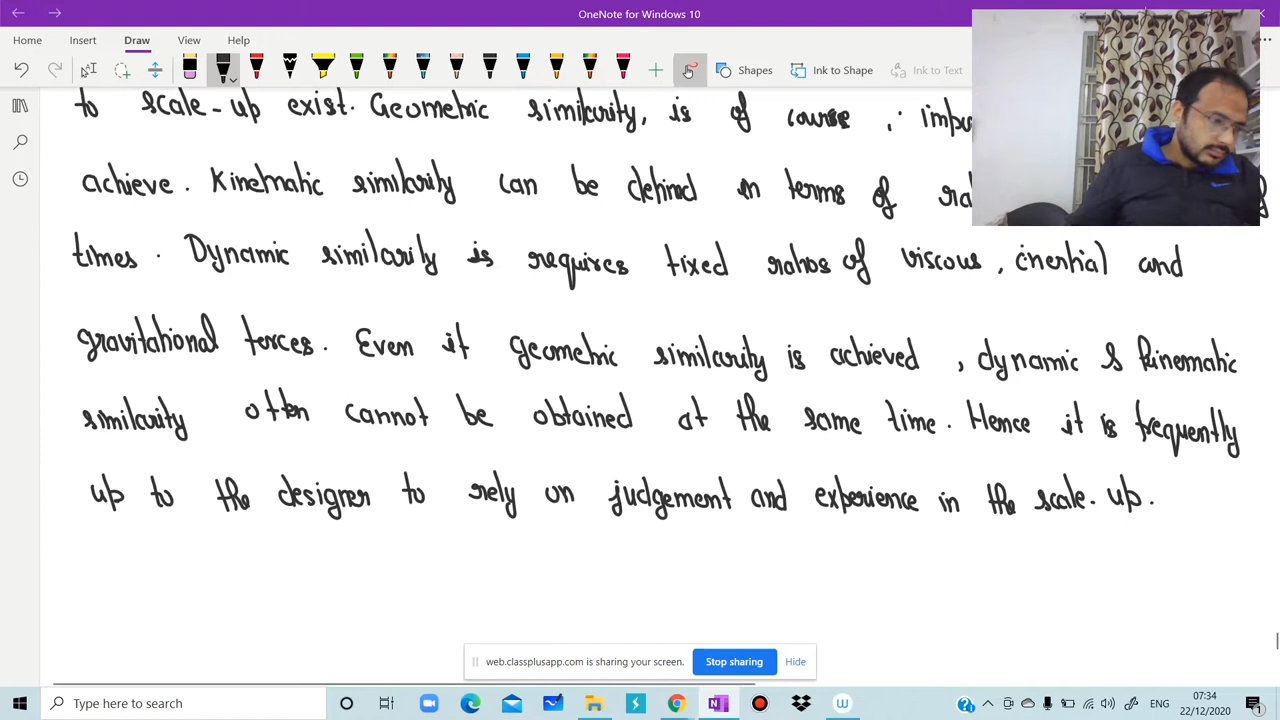 OneNote for Windows 10
Home Insert Draw View Help
Shapes Ink to Shape Ink to Text
to scale-up exist. Geometric similarity, is of course,
achieve. Kinetmatic similarity can be defined in terms of
times. Dynamic similarity is requires fixed ratios of viscous, inertial and
gravitational forces. Even if geometric similarity is achieved, dynamic & kinematic
similarity often cannot be obtained at the same time. Hence it is frequently
up to the designer to rely on judgement and experience in the scale-up.
web.classplusapp.com is sharing your screen. Stop sharing Hide
Type here to search
ENG
07:34
22/12/2020